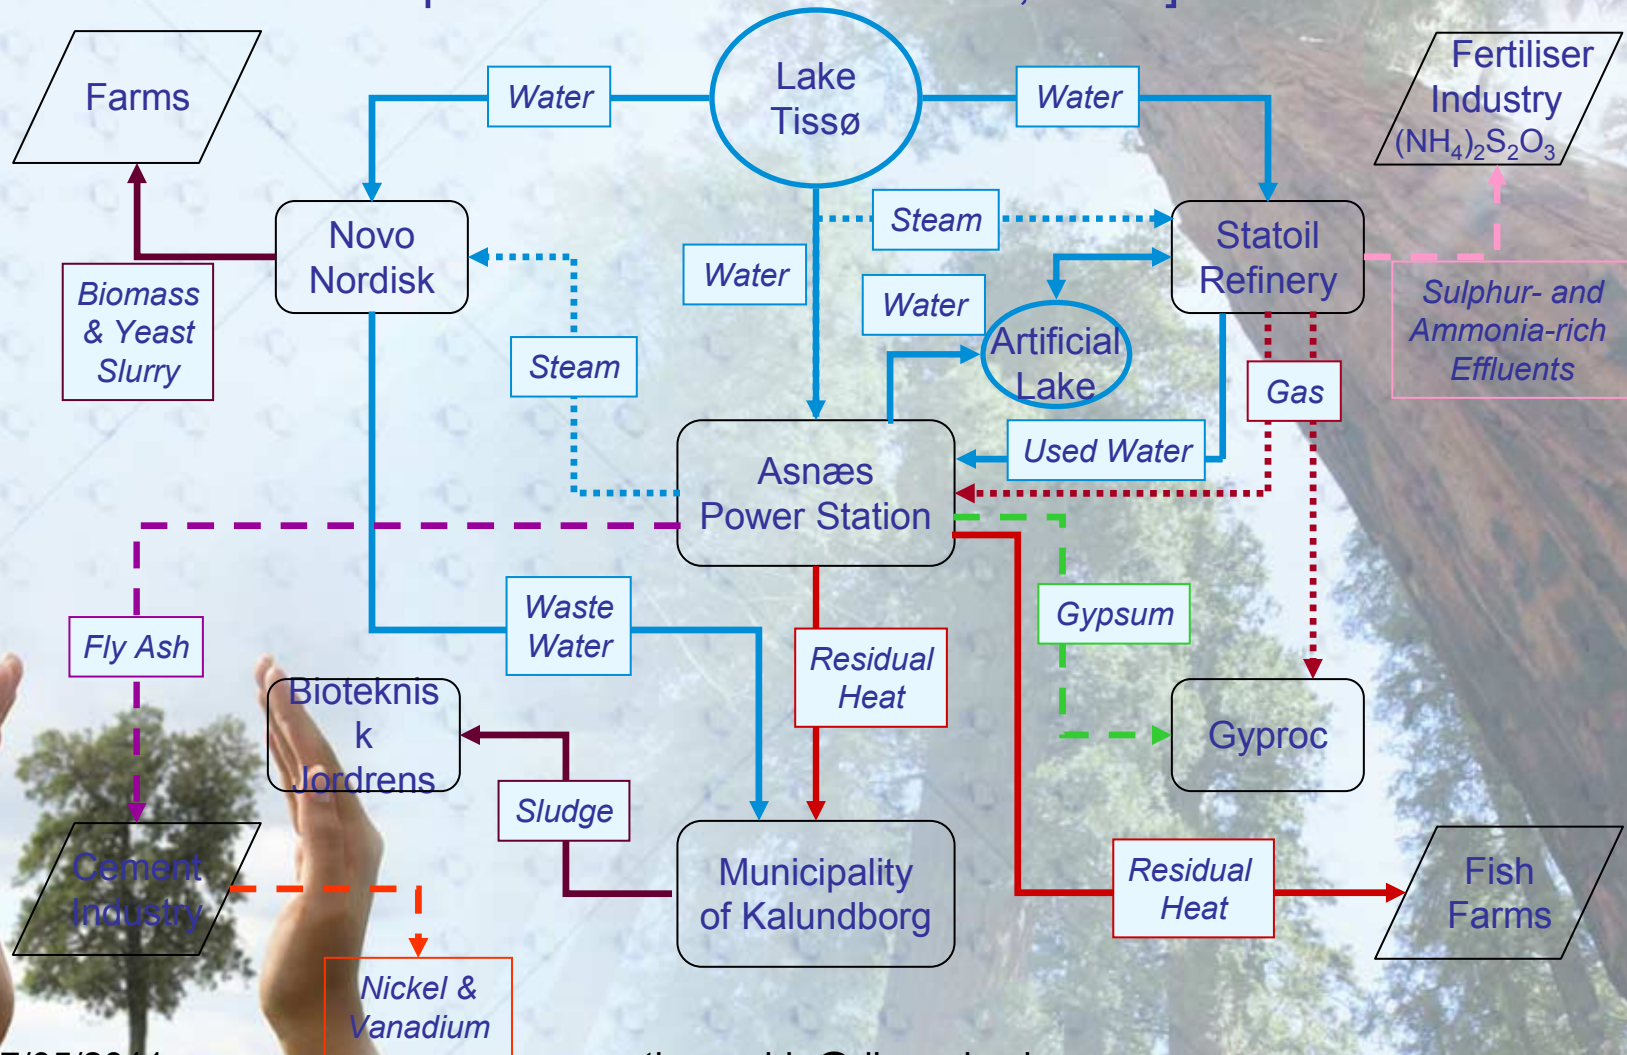 Farms
Water
Lake
Tissø
Water
Fertiliser
Industry
(NH4)2S2O3
Novo
Nordisk
Steam
Statoil
Refinery
Water
Water
Biomass
& Yeast
Slurry
Sulphur- and
Ammonia-rich
Effluents
Steam
Artificial
Lake
Gas
Used Water
Asnæs
Power Station
Waste
Water
Gypsum
Fly Ash
Residual
Heat
Bioteknis
k
Jordrens
Gyproc
Sludge
Cement
Industry
Municipality
of Kalundborg
Residual
Heat
Fish
Farms
Nickel &
Vanadium